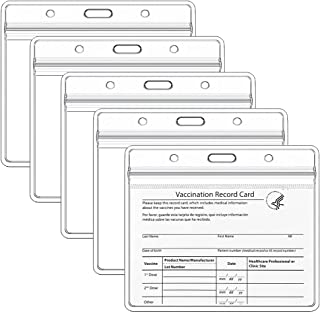 Vaccination Record Card
Please keep this record card, which includes medical information
about the vaccines you have received.
Por favor, guarde esta tarjeta de registro, que incluye información
médica sobre las vacunas que ha recibido.
Last Name First Name MI
Date of birth Patient number (medical record or IIS record number)
Vaccine Product Name/Manufacturer Healthcare Professional or
Lot Number Date Clinic Site
1st Dose mm dd yy
2nd Dose mm dd yy
Other mm dd yy